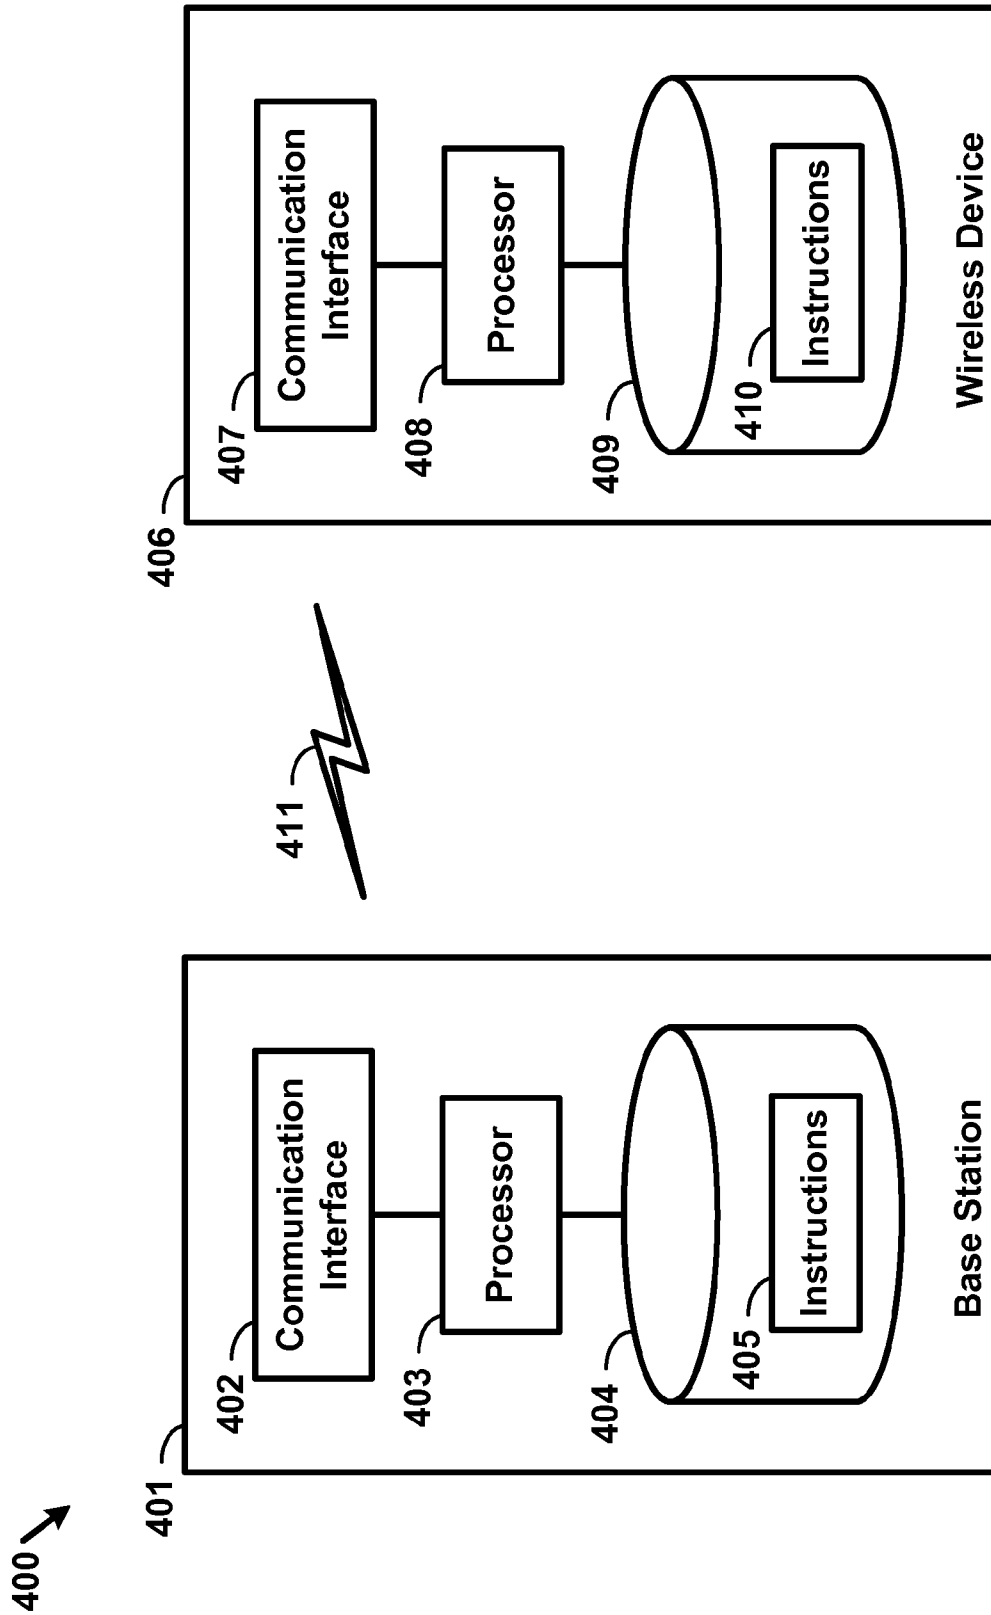 400
401
402
Communication
Interface
403
Processor
404
405
Instructions
Base Station
411
406
407
Communication
Interface
408
Processor
409
410
Instructions
Wireless Device